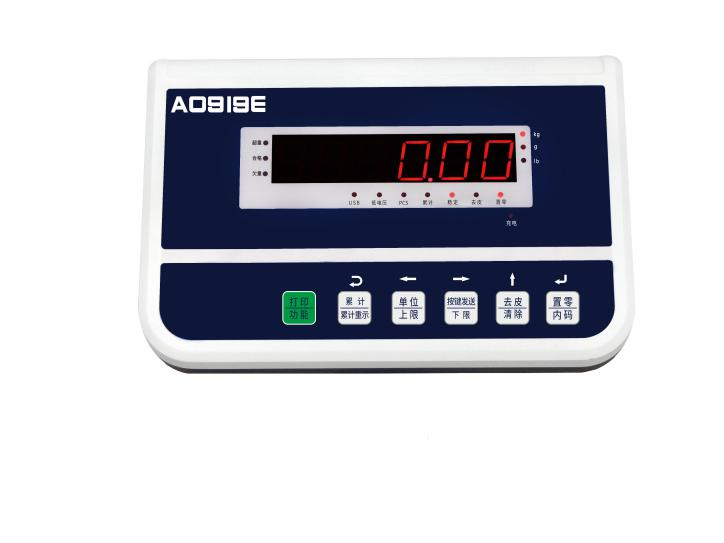 AO919E
超重
合格
欠重
0.00
kg
g
lb
USB 低电压 PCS 累计 稳定 去皮 置零
充电
打印 累计 单位 按键发送 去皮 置零
功能 累计重示 上限 下限 清除 内码